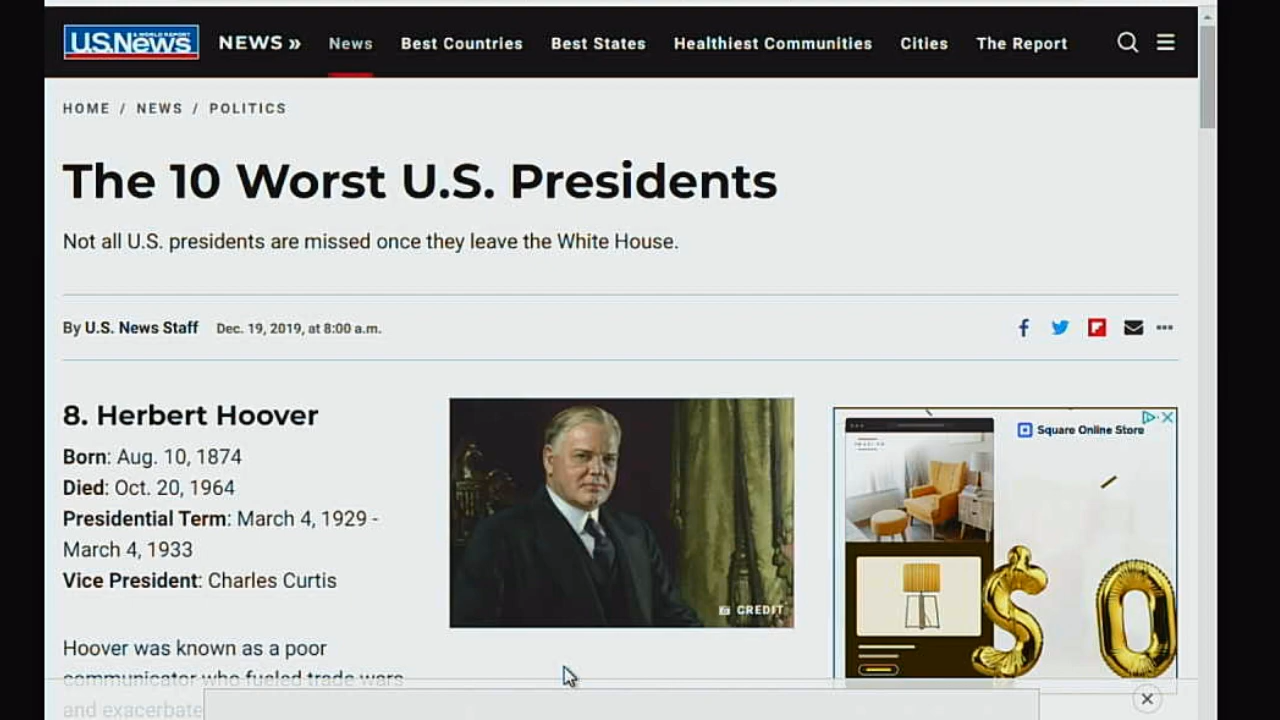 U.S.News
& WORLD REPORT
NEWS »
News
Best Countries
Best States
Healthiest Communities
Cities
The Report
HOME / NEWS / POLITICS
The 10 Worst U.S. Presidents
Not all U.S. presidents are missed once they leave the White House.
By U.S. News Staff Dec. 19, 2019, at 8:00 a.m.
8. Herbert Hoover
Born: Aug. 10, 1874
Died: Oct. 20, 1964
Presidential Term: March 4, 1929 -
March 4, 1933
Vice President: Charles Curtis
Hoover was known as a poor
communicator who fueled trade wars
and exacerbate
CREDIT
Square Online Store
$ 0